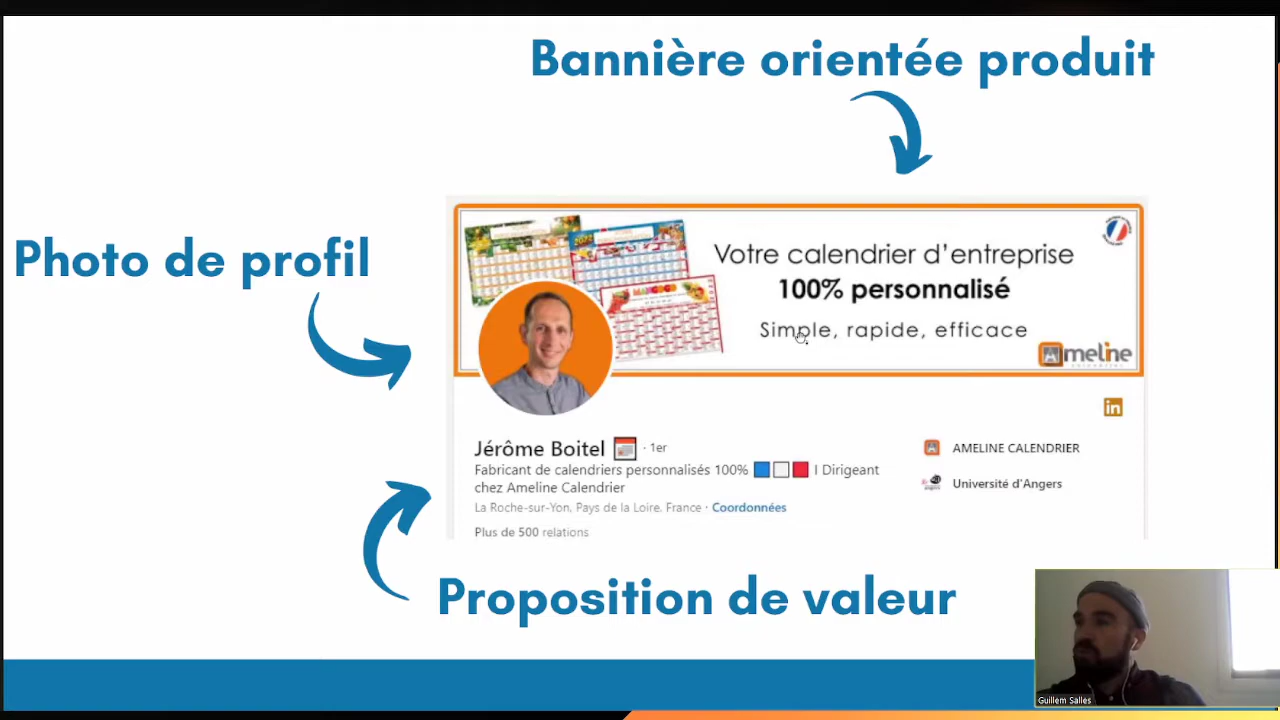 Bannière orientée produit
Photo de profil
Votre calendrier d'entreprise
100% personnalisé
Simple, rapide, efficace
Ameline
Jérôme Boitel · 1er
Fabricant de calendriers personnalisés 100% I Dirigeant
chez Ameline Calendrier
La Roche-sur-Yon, Pays de la Loire, France · Coordonnées
Plus de 500 relations
in
AMELINE CALENDRIER
Université d'Angers
Proposition de valeur
Guillem Salles